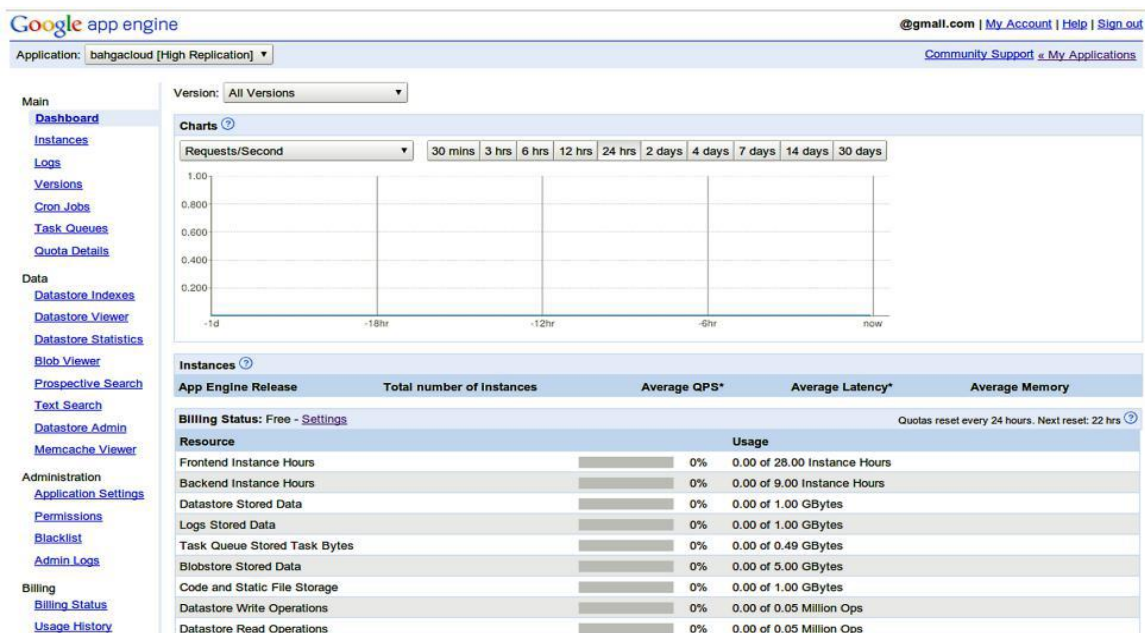 Google app engine
@gmail.com | My Account | Help | Sign out
Application: bahgacloud [High Replication] ▼
Community Support « My Applications
Main
Dashboard
Instances
Logs
Versions
Cron Jobs
Task Queues
Quota Details
Data
Datastore Indexes
Datastore Viewer
Datastore Statistics
Blob Viewer
Prospective Search
Text Search
Datastore Admin
Memcache Viewer
Administration
Application Settings
Permissions
Blacklist
Admin Logs
Billing
Billing Status
Usage History
Version: All Versions ▼
Charts ?
Requests/Second ▼ 30 mins 3 hrs 6 hrs 12 hrs 24 hrs 2 days 4 days 7 days 14 days 30 days
1.00
0.800
0.600
0.400
0.200
-1d -18hr -12hr -6hr now
Instances ?
App Engine Release Total number of Instances Average QPS* Average Latency* Average Memory
Billing Status: Free - Settings Quotas reset every 24 hours. Next reset: 22 hrs ?
Resource Usage
Frontend Instance Hours 0% 0.00 of 28.00 Instance Hours
Backend Instance Hours 0% 0.00 of 9.00 Instance Hours
Datastore Stored Data 0% 0.00 of 1.00 GBytes
Logs Stored Data 0% 0.00 of 1.00 GBytes
Task Queue Stored Task Bytes 0% 0.00 of 0.49 GBytes
Blobstore Stored Data 0% 0.00 of 5.00 GBytes
Code and Static File Storage 0% 0.00 of 1.00 GBytes
Datastore Write Operations 0% 0.00 of 0.05 Million Ops
Datastore Read Operations 0% 0.00 of 0.05 Million Ops